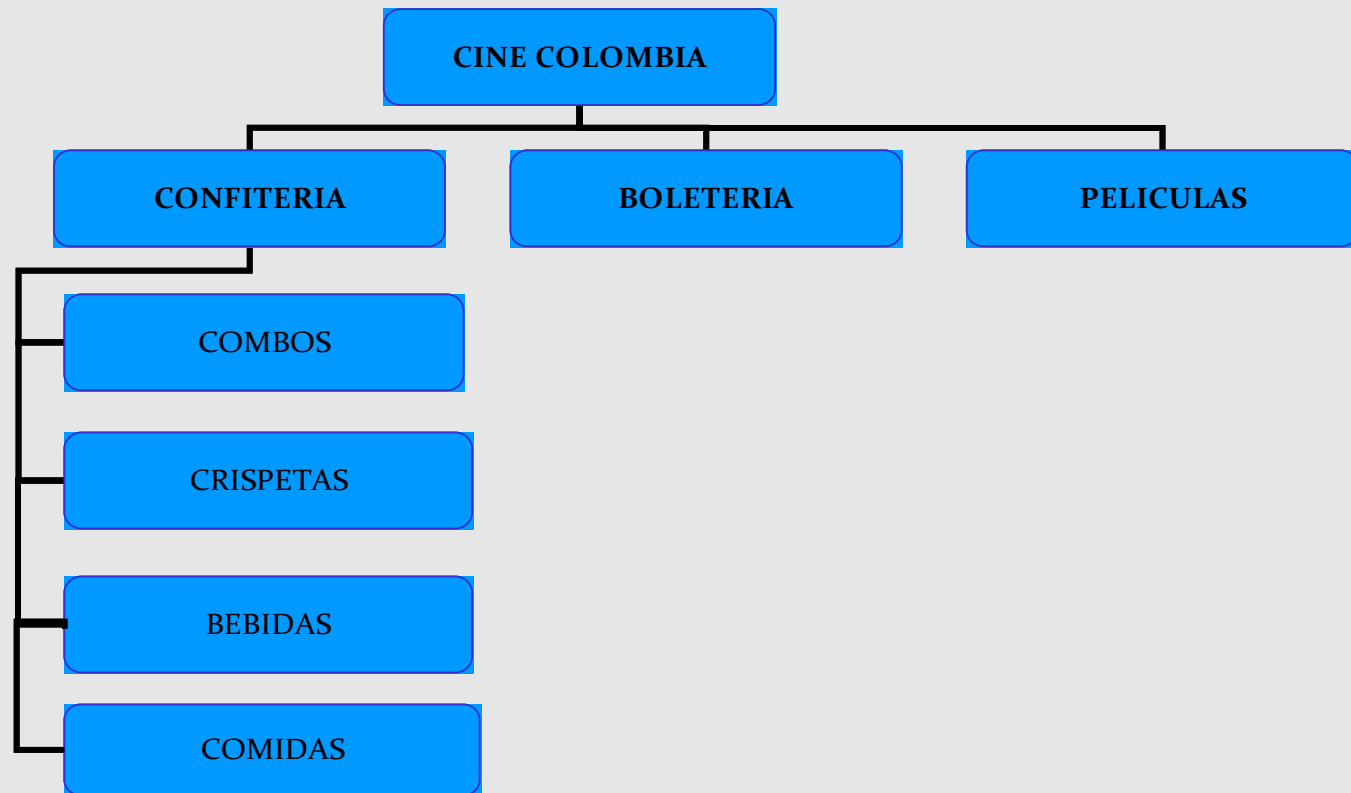 CINE COLOMBIA
CONFITERIA
BOLETERIA
PELICULAS
COMBOS
CRISPETAS
BEBIDAS
COMIDAS